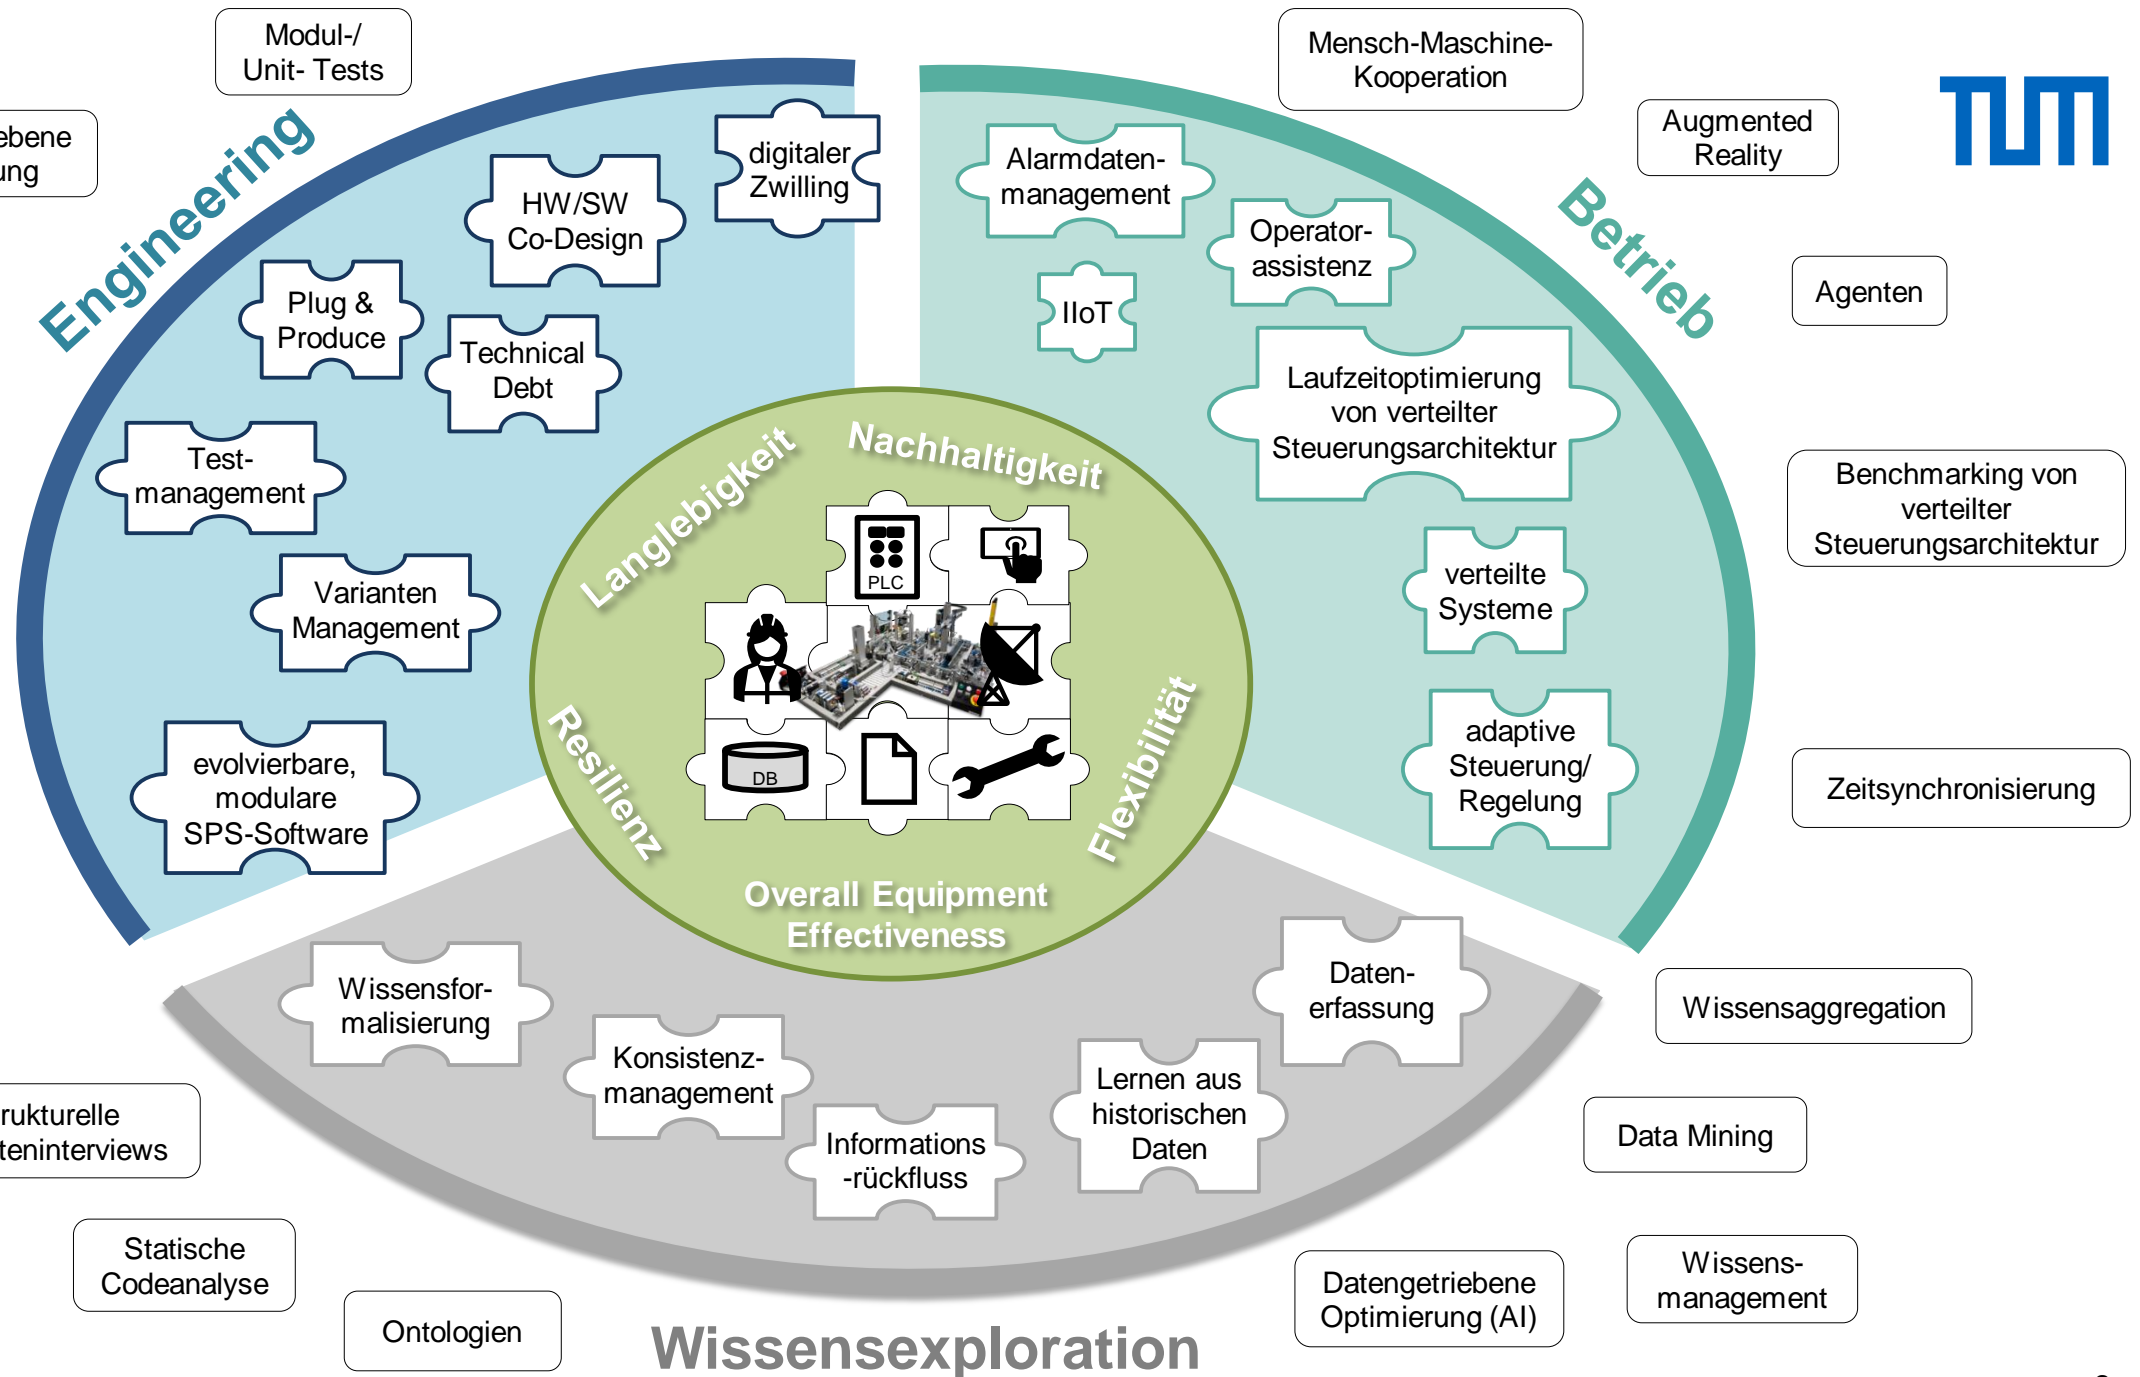 Modul-/
Unit- Tests
Mensch-Maschine-
Kooperation
Augmented
Reality
TUM
Engineering
digitaler
Zwilling
HW/SW
Co-Design
Plug &
Produce
Technical
Debt
Test-
management
Varianten
Management
evolvierbare,
modulare
SPS-Software
Betrieb
Alarmdaten-
management
Operator-
assistenz
IIoT
Laufzeitoptimierung
von verteilter
Steuerungsarchitektur
verteilte
Systeme
adaptive
Steuerung/
Regelung
Agenten
Benchmarking von
verteilter
Steuerungsarchitektur
Zeitsynchronisierung
Langlebigkeit
Nachhaltigkeit
Resilienz
Flexibilität
PLC
DB
Overall Equipment
Effectiveness
Wissensfor-
malisierung
Konsistenz-
management
Informations
-rückfluss
Lernen aus
historischen
Daten
Daten-
erfassung
Wissensaggregation
Data Mining
Wissens-
management
Datengetriebene
Optimierung (AI)
Statische
Codeanalyse
Ontologien
Wissensexploration